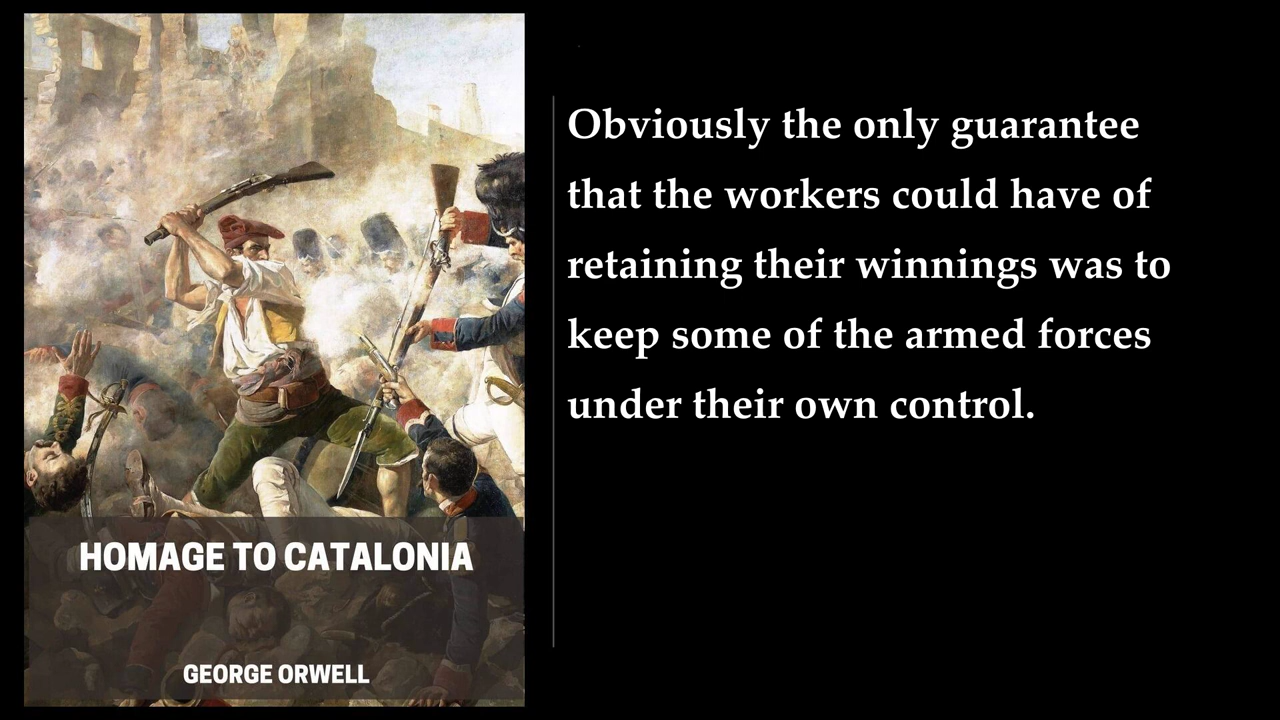 HOMAGE TO CATALONIA
GEORGE ORWELL
Obviously the only guarantee
that the workers could have of
retaining their winnings was to
keep some of the armed forces
under their own control.